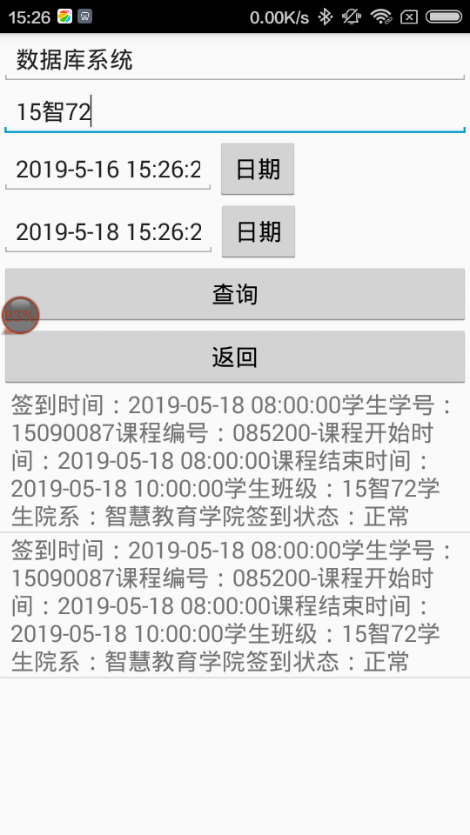 15:26 0.00K/s
数据库系统
15智72
2019-5-16 15:26:2 日期
2019-5-18 15:26:2 日期
查询
93%
返回
签到时间：2019-05-18 08:00:00学生学号：
15090087课程编号：085200-课程开始时
间：2019-05-18 08:00:00课程结束时间：
2019-05-18 10:00:00学生班级：15智72学
生院系：智慧教育学院签到状态：正常
签到时间：2019-05-18 08:00:00学生学号：
15090087课程编号：085200-课程开始时
间：2019-05-18 08:00:00课程结束时间：
2019-05-18 10:00:00学生班级：15智72学
生院系：智慧教育学院签到状态：正常